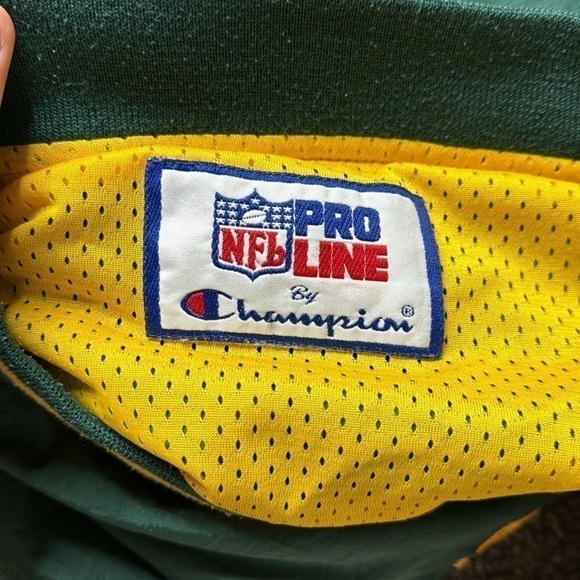 NFL PRO
LINE
By
Champion®